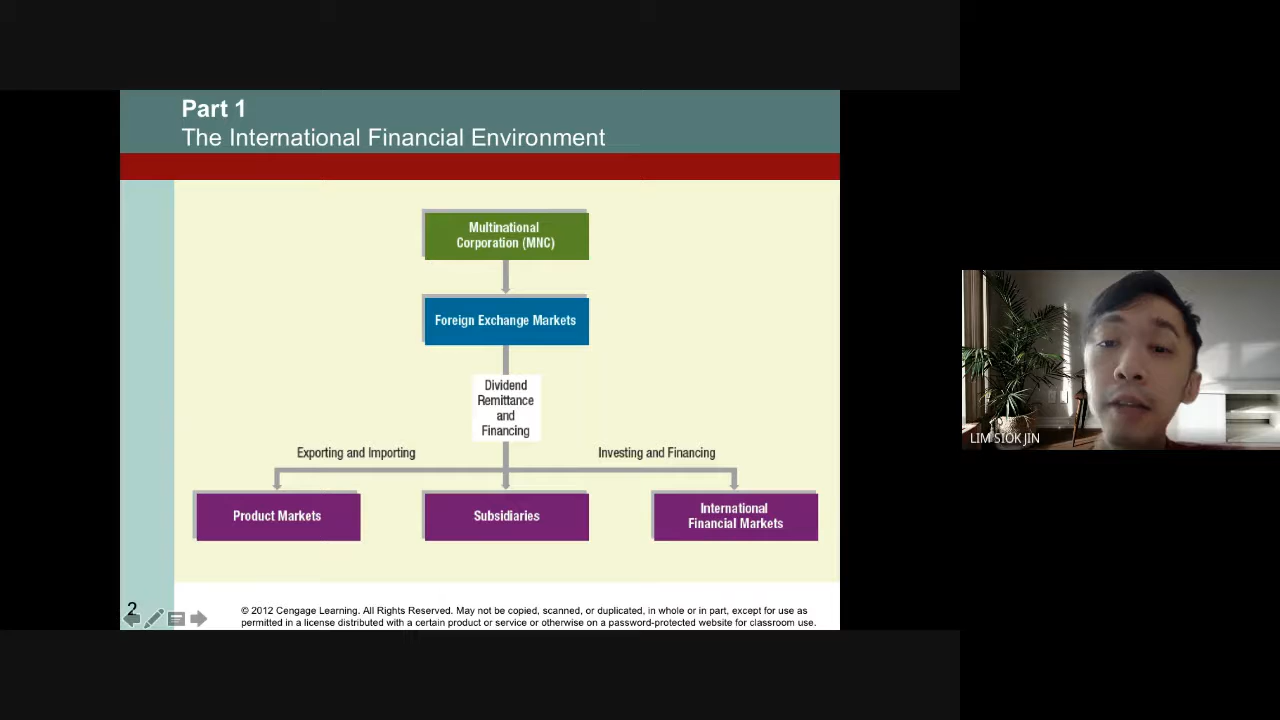 Part 1
The International Financial Environment
Multinational
Corporation (MNC)
Foreign Exchange Markets
Dividend
Remittance
and
Financing
Exporting and Importing
Investing and Financing
Product Markets
Subsidiaries
International
Financial Markets
LIM SIOK JIN
2
© 2012 Cengage Learning. All Rights Reserved. May not be copied, scanned, or duplicated, in whole or in part, except for use as
permitted in a license distributed with a certain product or service or otherwise on a password-protected website for classroom use.